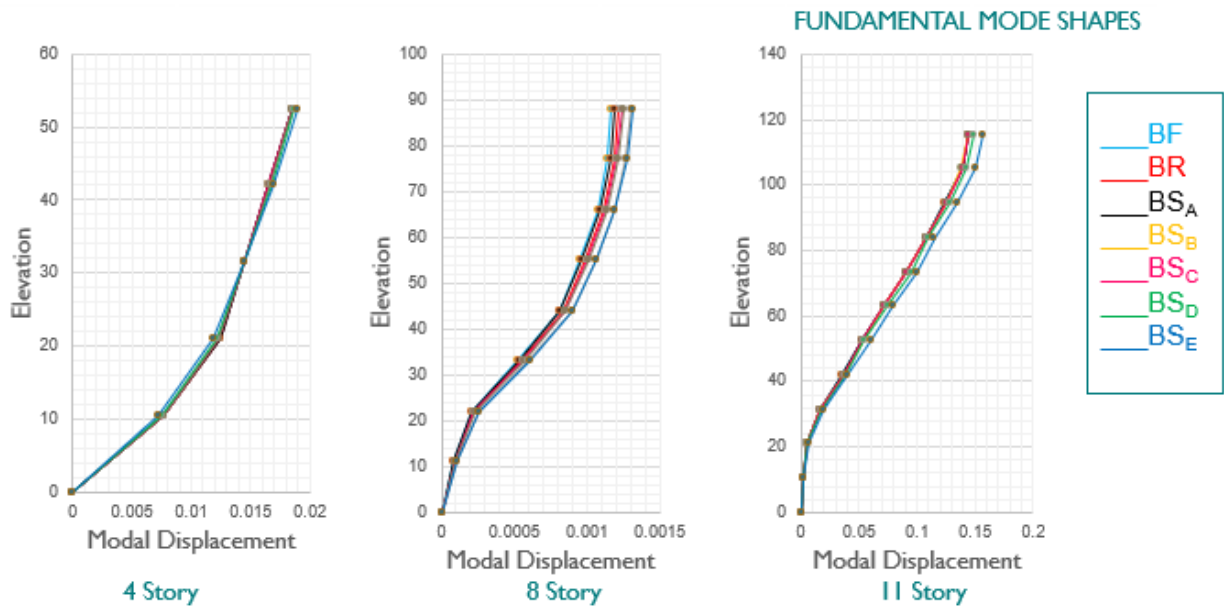 FUNDAMENTAL MODE SHAPES
60
50
40
30
20
10
0
Elevation
0 0.005 0.01 0.015 0.02
Modal Displacement
4 Story
100
90
80
70
60
50
40
30
20
10
0
Elevation
0 0.0005 0.001 0.0015
Modal Displacement
8 Story
140
120
100
80
60
40
20
0
Elevation
0 0.05 0.1 0.15 0.2
Modal Displacement
11 Story
BF
BR
BSA
BSB
BSC
BSD
BSE